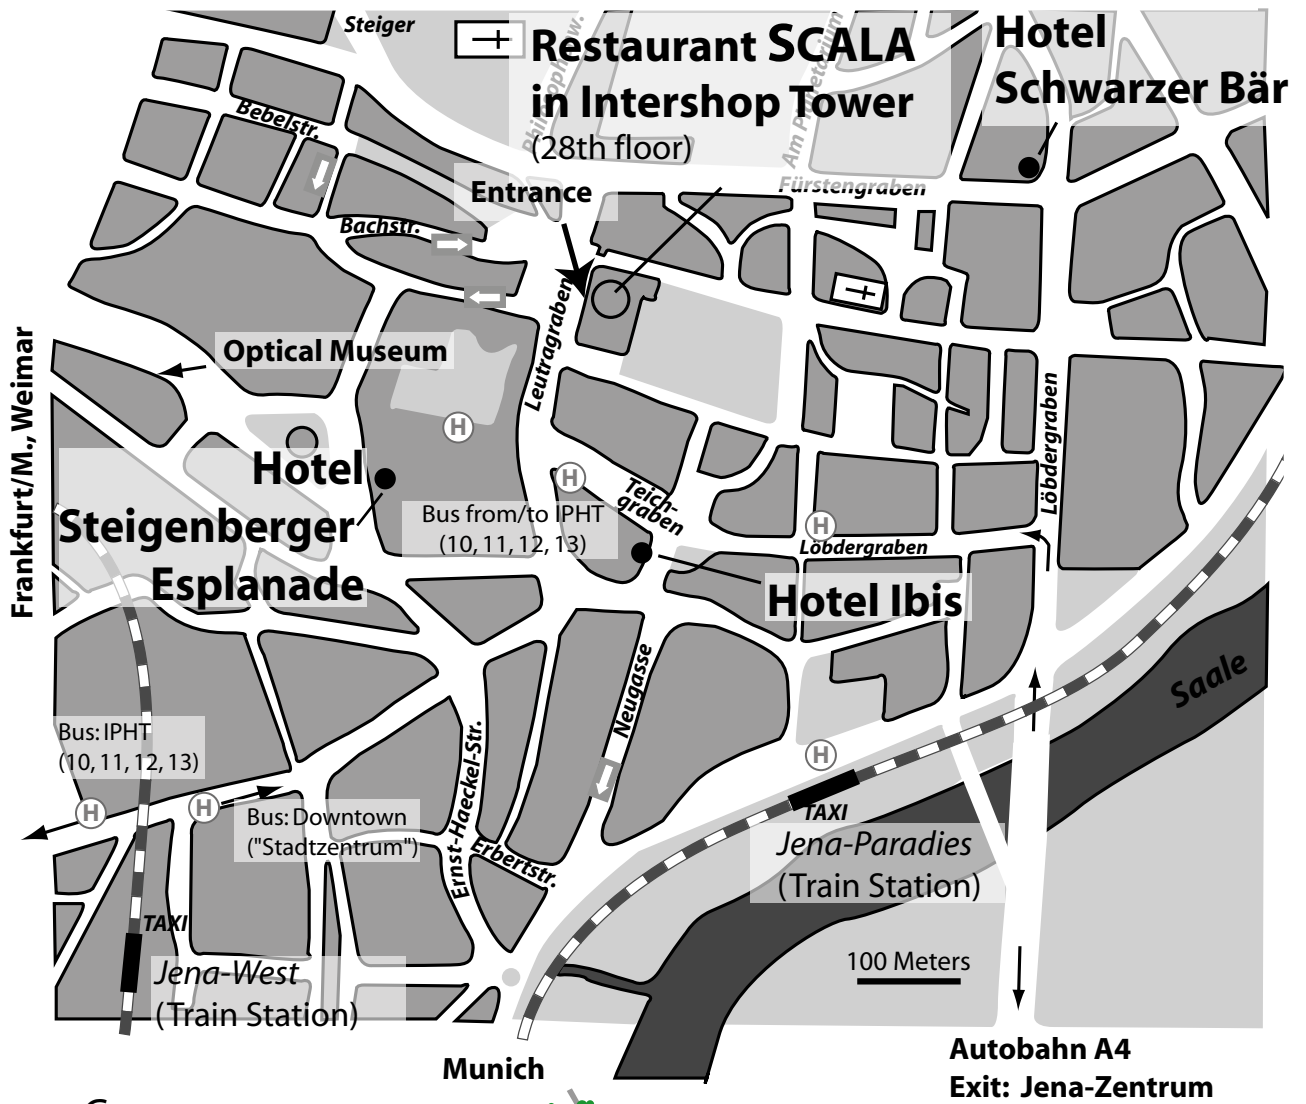 Steiger
Restaurant SCALA
in Intershop Tower
(28th floor)
Hotel
Schwarzer Bär
Am Planetarium
Bebelstr.
Entrance
Fürstengraben
Bachstr.
Leutragraben
Optical Museum
Frankfurt/M., Weimar
H
Hotel
Steigenberger
Esplanade
H
Teich-
graben
Bus from/to IPHT
(10, 11, 12, 13)
H
Löbdergraben
Löbdergraben
Hotel Ibis
Neugasse
Saale
Bus: IPHT
(10, 11, 12, 13)
H
H
Bus: Downtown
("Stadtzentrum")
Ernst-Haeckel-Str.
Erbertstr.
H
TAXI
Jena-Paradies
(Train Station)
TAXI
Jena-West
(Train Station)
100 Meters
Munich
Autobahn A4
Exit: Jena-Zentrum